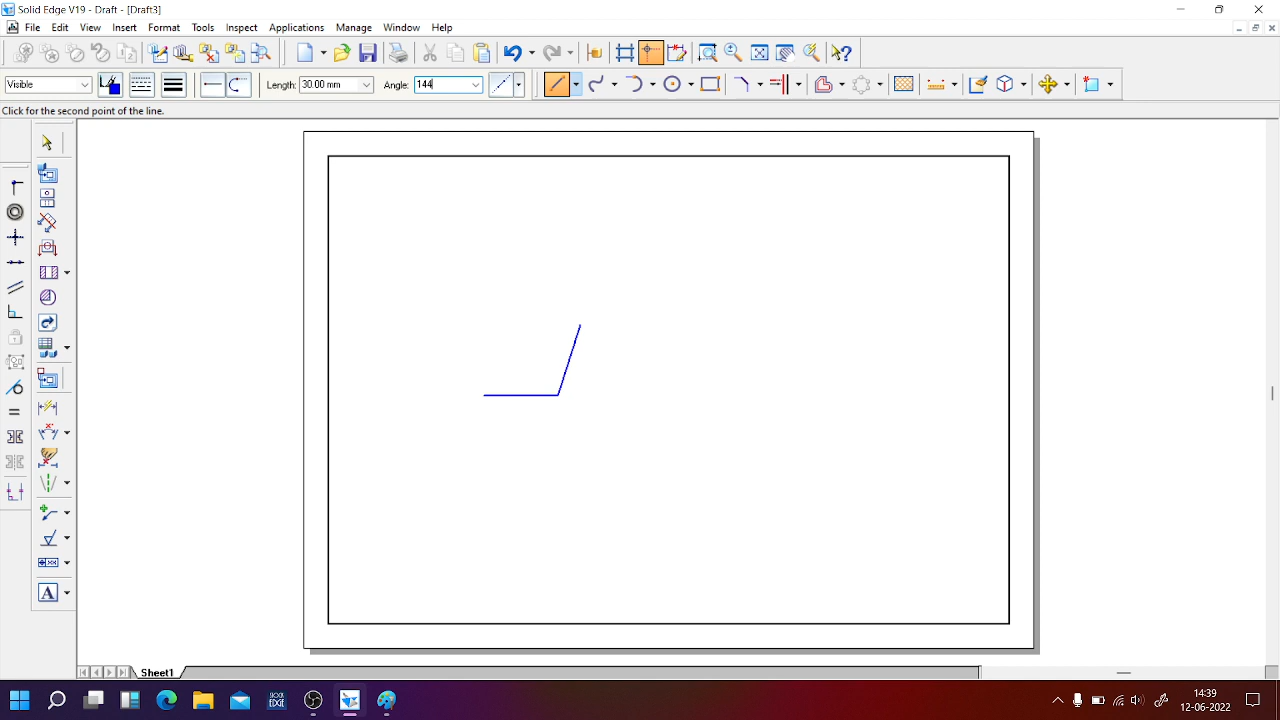 Solid Edge V19 - Draft - [Draft3]
File Edit View Insert Format Tools Inspect Applications Manage Window Help
Visible Length: 30.00 mm Angle: 144
Click for the second point of the line.
A
Sheet1
14:39
12-06-2022